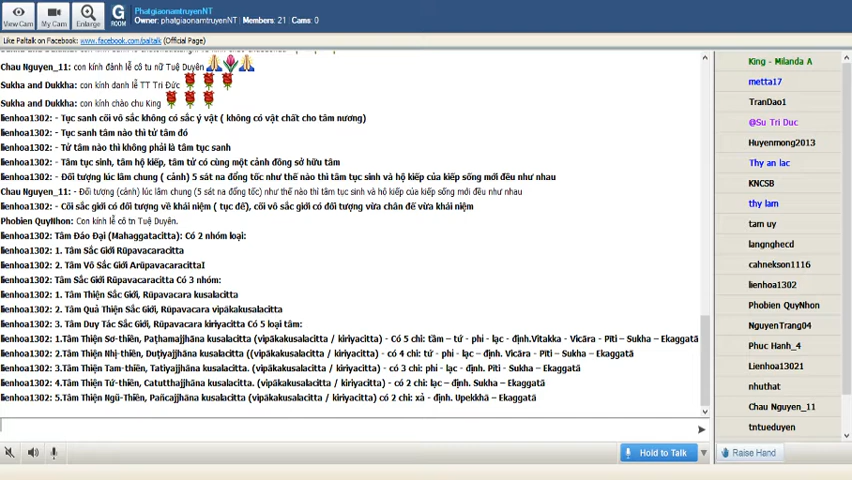 PhatgiaonamtruyenNT
Owner: phatgiaonamtruyenNT | Members: 21 | Cams: 0
View Cam
My Cam
Enlarge
G
ROOM
Like Paltalk on Facebook: www.facebook.com/paltalk (Official Page)
Chau Nguyen_11: con kính đảnh lễ cô tu nữ Tuệ Duyên
Sukha and Dukkha: con kính danh lễ TT Tri Đức
Sukha and Dukkha: con kính chào chu King
lienhoa1302: - Tục sanh cõi vô sắc không có sắc ý vật ( không có vật chất cho tâm nương)
lienhoa1302: - Tục sanh tâm nào thì tử tâm đó
lienhoa1302: - Tử tâm nào thì không phải là tâm tục sanh
lienhoa1302: - Tâm tục sinh, tâm hộ kiếp, tâm tử có cùng một cảnh đồng sở hữu tâm
lienhoa1302: - Đối tượng lúc lâm chung ( cảnh) 5 sát na đổng tốc như thế nào thì tâm tục sinh và hộ kiếp của kiếp sống mới đều như nhau
Chau Nguyen_11: - Đối tượng (cảnh) lúc lâm chung (5 sát na đổng tốc) như thế nào thì tâm tục sinh và hộ kiếp của kiếp sống mới đều như nhau
lienhoa1302: - Cõi sắc giới có đối tượng về khái niệm ( tục đế), cõi vô sắc giới có đối tượng vừa chân đế vừa khái niệm
Phobien QuyNhon: Con kính lễ cô tn Tuệ Duyên.
lienhoa1302: Tâm Đáo Đại (Mahaggatacitta): Có 2 nhóm loại:
lienhoa1302: 1. Tâm Sắc Giới Rūpavacaracitta
lienhoa1302: 2. Tâm Vô Sắc Giới ArūpavacaracittaI
lienhoa1302: Tâm Sắc Giới Rūpavacaracitta Có 3 nhóm:
lienhoa1302: 1. Tâm Thiện Sắc Giới, Rūpavacara kusalacitta
lienhoa1302: 2. Tâm Quả Thiện Sắc Giới, Rūpavacara vipākakusalacitta
lienhoa1302: 3. Tâm Duy Tác Sắc Giới, Rūpavacara kiriyacitta Có 5 loại tâm:
lienhoa1302: 1.Tâm Thiện Sơ-thiền, Paṭhamajjhāna kusalacitta (vipākakusalacitta / kiriyacitta) - Có 5 chi: tầm – tứ - phi - lạc - định.Vitakka - Vicāra - Pīti – Sukha – Ekaggatā
lienhoa1302: 2.Tâm Thiện Nhị-thiền, Duṭiyajjhāna kusalacitta ((vipākakusalacitta / kiriyacitta) - có 4 chi: tứ - phi - lạc – định. Vicāra - Pīti – Sukha – Ekaggatā
lienhoa1302: 3.Tâm Thiện Tam-thiền, Tatiyajjhāna kusalacitta. (vipākakusalacitta / kiriyacitta) - có 3 chi: phi - lạc - định. Pīti - Sukha – Ekaggatā
lienhoa1302: 4.Tâm Thiện Tứ-thiền, Catutthajjhāna kusalacitta. (vipākakusalacitta / kiriyacitta) - có 2 chi: lạc – định. Sukha – Ekaggatā
lienhoa1302: 5.Tâm Thiện Ngũ-Thiền, Pañcajjhāna kusalacitta (vipākakusalacitta / kiriyacitta) có 2 chi: xả - định. Upekkhā – Ekaggatā
Hold to Talk
King - Milanda A
metta17
TranDao1
@Su Tri Duc
Huyenmong2013
Thy an lac
KNCSB
thy lam
tam uy
langnghecd
cahnekson1116
lienhoa1302
Phobien QuyNhon
NguyenTrang04
Phuc Hanh_4
Lienhoa13021
nhuthat
Chau Nguyen_11
tntueduyen
Raise Hand